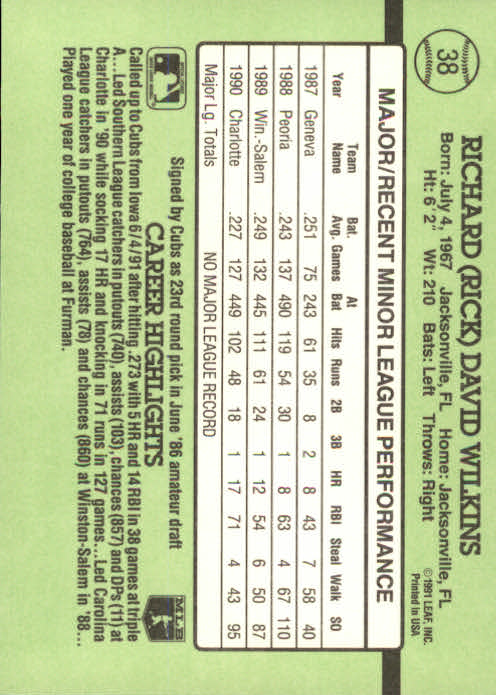 38
RICHARD (RICK) DAVID WILKINS
Born: July 4, 1967 Jacksonville, FL Home: Jacksonville, FL
Ht: 6' 2" Wt: 210 Bats: Left Throws: Right
©1991 LEAF, INC.
Printed in USA
MAJOR/RECENT MINOR LEAGUE PERFORMANCE
Team Bat. At
Year Name Avg. Games Bat Hits Runs 2B 3B HR RBI Steal Walk SO
1987 Geneva .251 75 243 61 35 8 2 8 43 7 58 40
1988 Peoria .243 137 490 119 54 30 1 8 63 4 67 110
1989 Win.-Salem .249 132 445 111 61 24 1 12 54 6 50 87
1990 Charlotte .227 127 449 102 48 18 1 17 71 4 43 95
Major Lg. Totals NO MAJOR LEAGUE RECORD
Signed by Cubs as 23rd round pick in June '86 amateur draft
CAREER HIGHLIGHTS
MLB
Called up to Cubs from Iowa 6/4/91 after hitting .273 with 5 HR and 14 RBI in 38 games at triple
A...Led Southern League catchers in putouts (740), assists (103), chances (857) and DPs (11) at
Charlotte in '90 while socking 17 HR and knocking in 71 runs in 127 games...Led Carolina
League catchers in putouts (764), assists (78) and chances (860) at Winston-Salem in '88...
Played one year of college baseball at Furman.